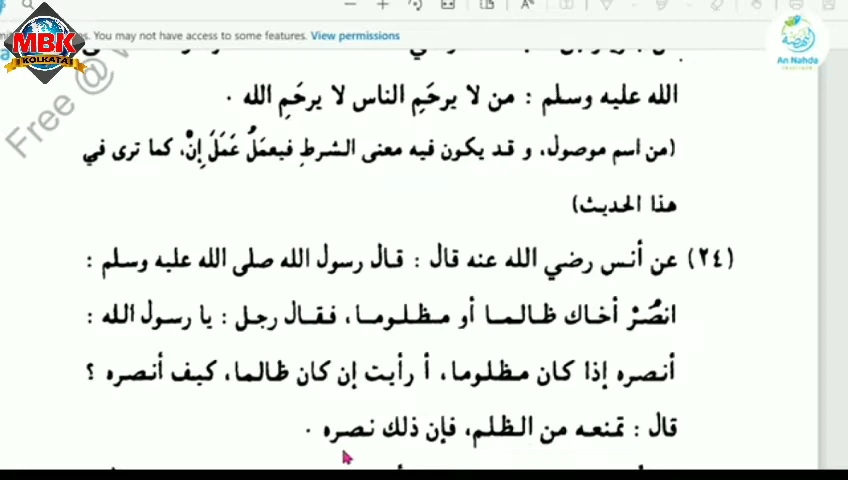 You may not have access to some features. View permissions
MBK
KOLKATA
An Nahda
Free @
الله عليه وسلم : من لا يرحَمِ الناس لا يرحَمِ الله .
(من اسم موصول، و قد يكون فيه معنى الشرطِ فيعمَلُ عَمَلَ إِنْ، كما ترى في
هذا الحديث)
(٢٤) عن أنس رضي الله عنه قال : قال رسول الله صلى الله عليه وسلم :
انصُرْ أخاك ظالما أو مظلوما، فقال رجل : يا رسول الله :
أنصره إذا كان مظلوما، أ رأيت إن كان ظالما، كيف أنصره ؟
قال : تمنعه من الظلم، فإن ذلك نصره .